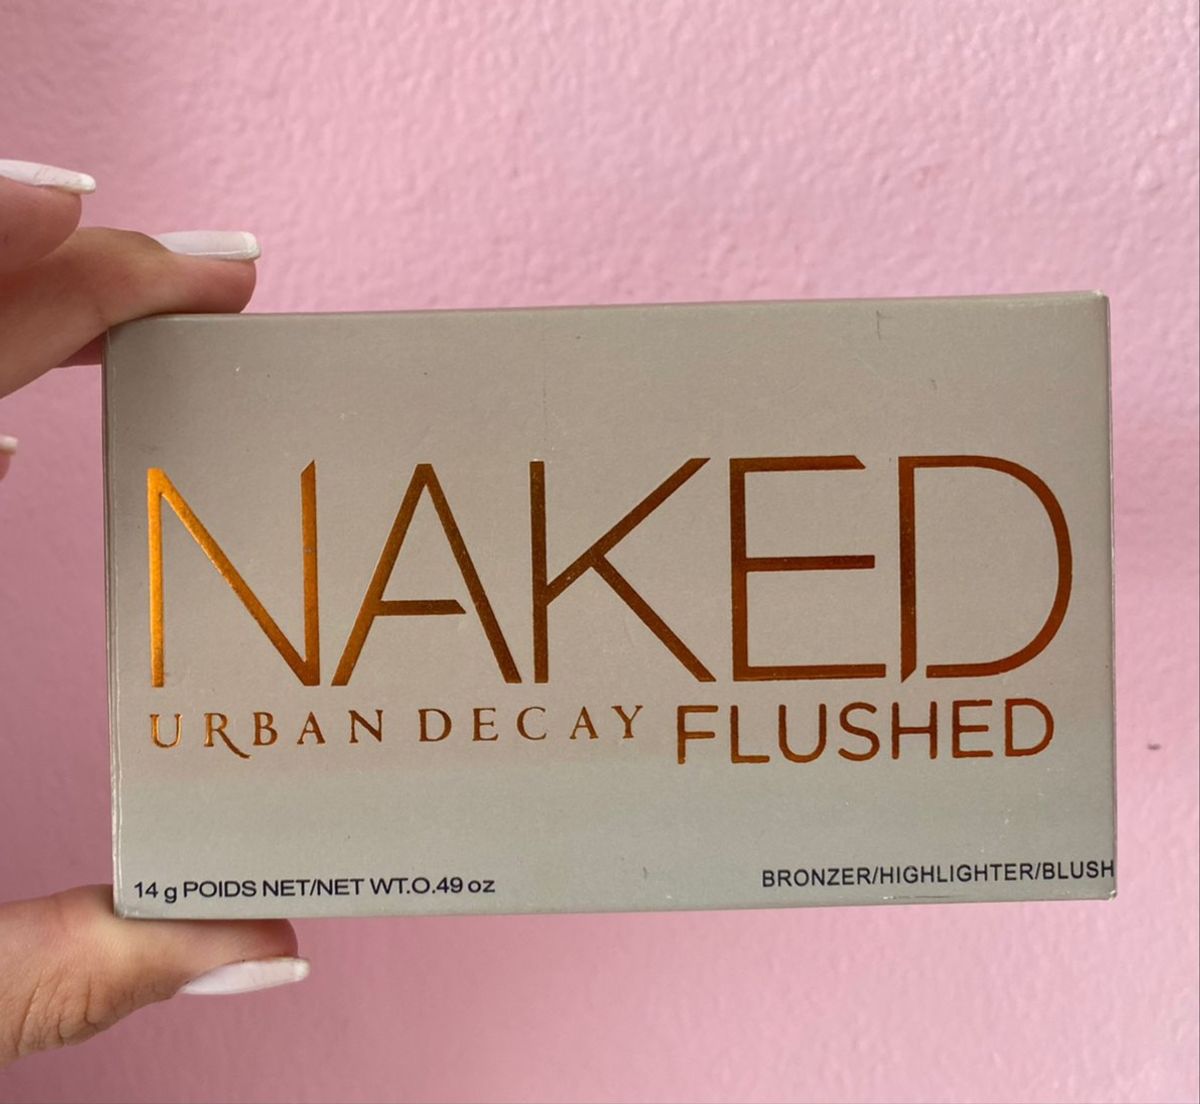 NAKED
URBAN DECAY FLUSHED
14 g POIDS NET/NET WT.O.49 oz
BRONZER/HIGHLIGHTER/BLUSH